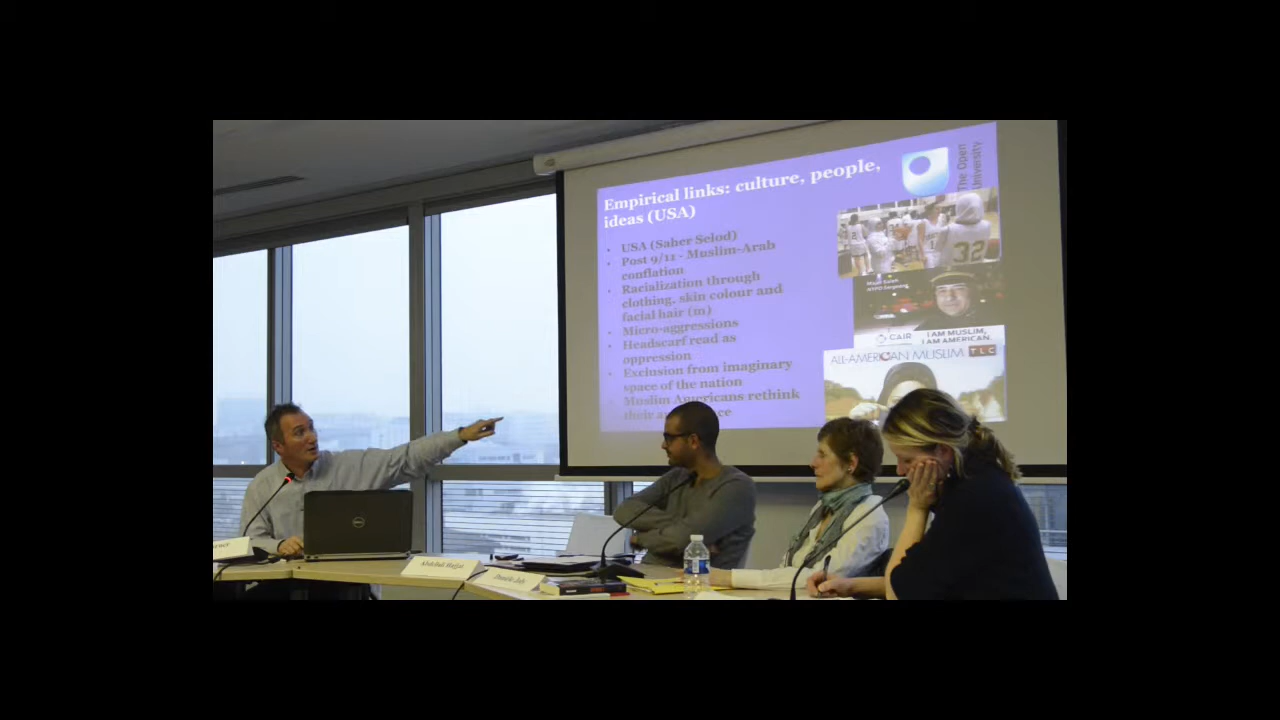 Empirical links: culture, people,
ideas (USA)
The Open
University
• USA (Saher Selod)
• Post 9/11 - Muslim-Arab
conflation
• Racialization through
clothing, skin colour and
facial hair (m)
• Micro-aggressions
• Headscarf read as
oppression
• Exclusion from imaginary
space of the nation
• Muslim Americans rethink
their
32
CAIR
I AM MUSLIM,
I AM AMERICAN.
ALL-AMERICAN MUSLIM TLC
DELL